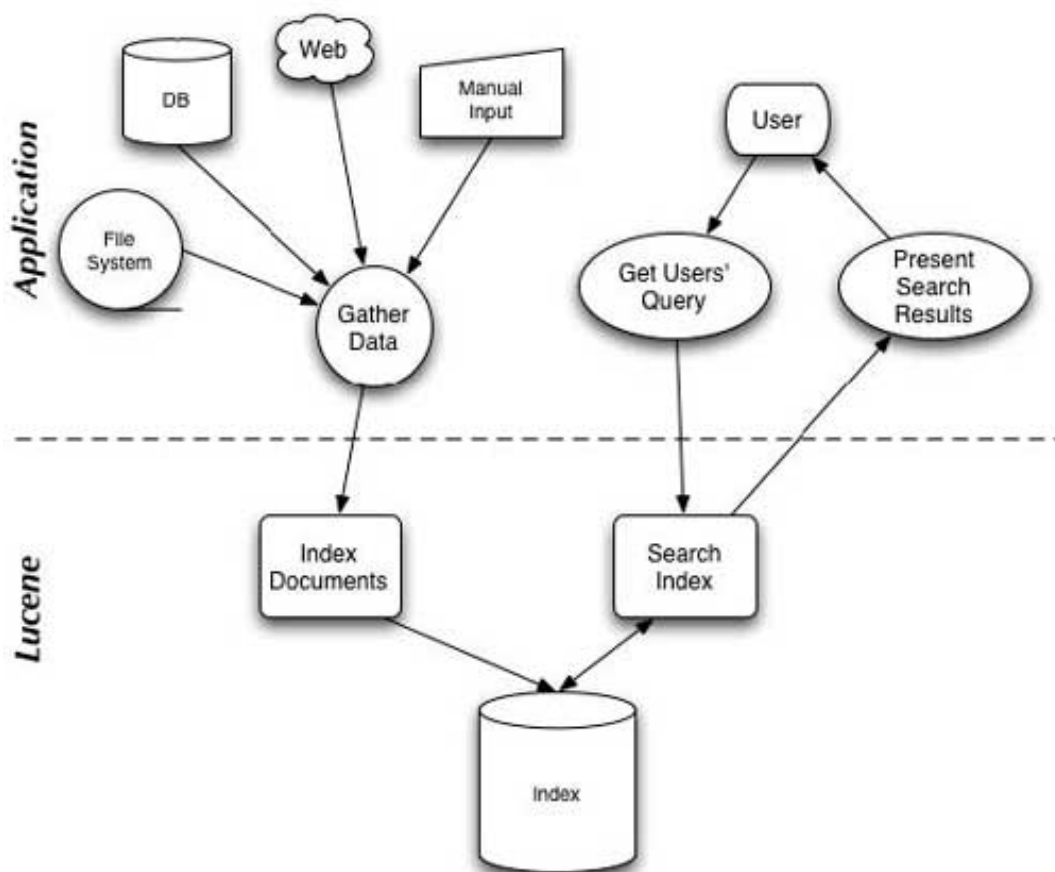 Application
Web
DB
Manual
Input
User
File
System
Gather
Data
Get Users'
Query
Present
Search
Results
Lucene
Index
Documents
Search
Index
Index